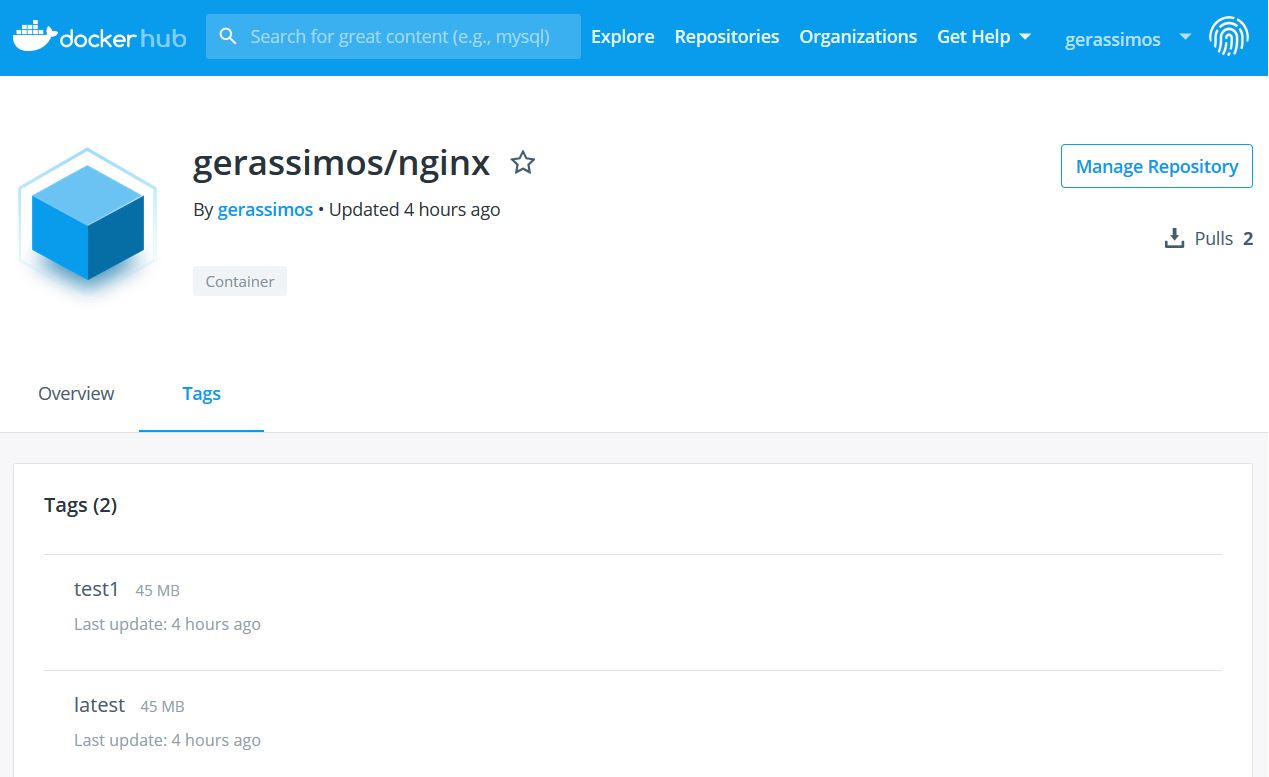 docker hub
Search for great content (e.g., mysql)
Explore
Repositories
Organizations
Get Help
gerassimos
gerassimos/nginx
Manage Repository
By gerassimos • Updated 4 hours ago
Pulls 2
Container
Overview
Tags
Tags (2)
test1 45 MB
Last update: 4 hours ago
latest 45 MB
Last update: 4 hours ago